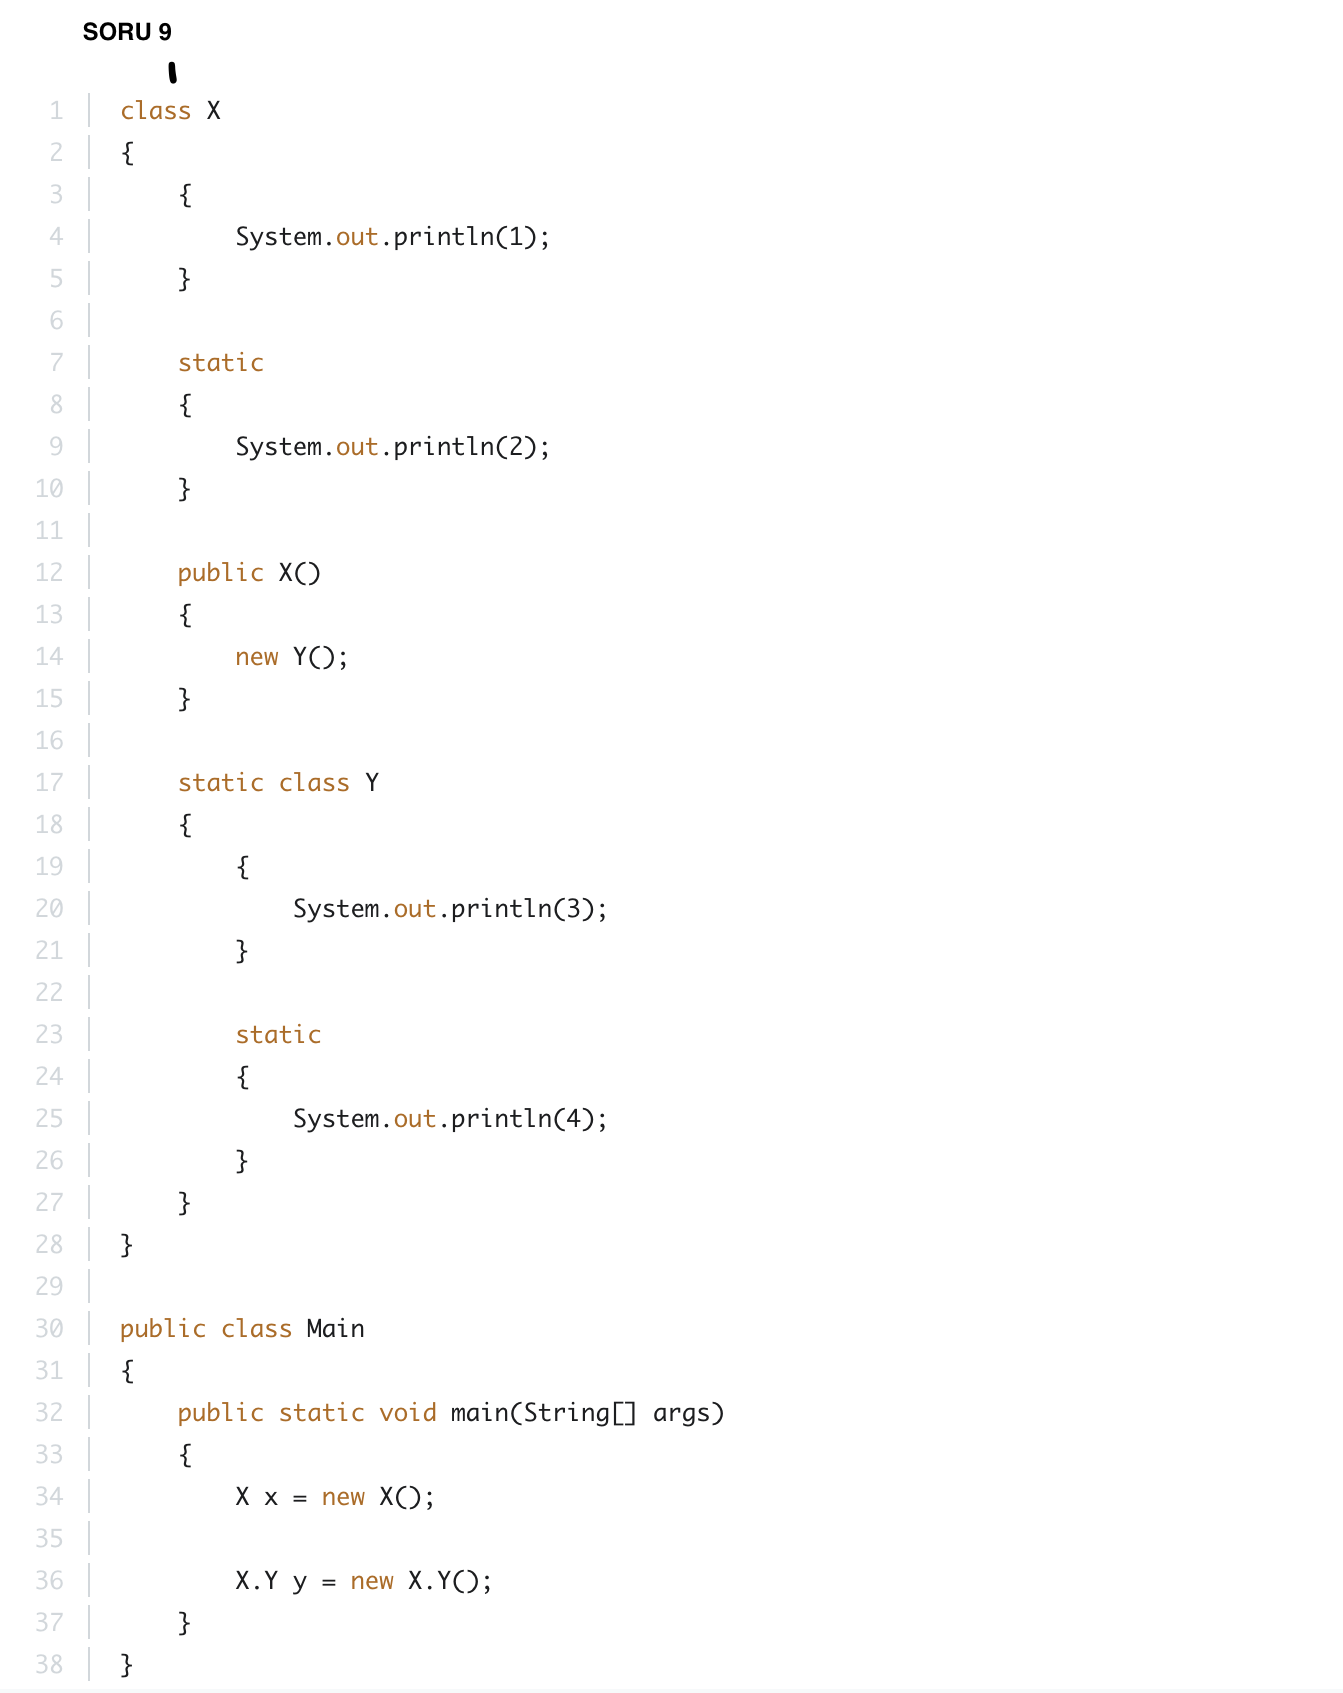 SORU 9
1 class X
2 {
3     {
4         System.out.println(1);
5     }
6
7     static
8     {
9         System.out.println(2);
10     }
11
12     public X()
13     {
14         new Y();
15     }
16
17     static class Y
18     {
19         {
20             System.out.println(3);
21         }
22
23         static
24         {
25             System.out.println(4);
26         }
27     }
28 }
29
30 public class Main
31 {
32     public static void main(String[] args)
33     {
34         X x = new X();
35
36         X.Y y = new X.Y();
37     }
38 }